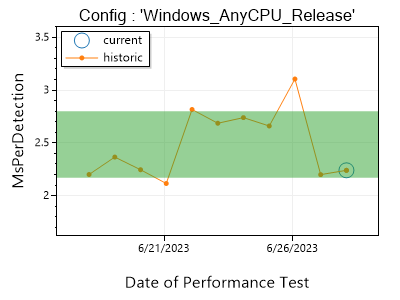 Config : 'Windows_AnyCPU_Release'
current
historic
3.5
3
2.5
2
MsPerDetection
6/21/2023
6/26/2023
Date of Performance Test